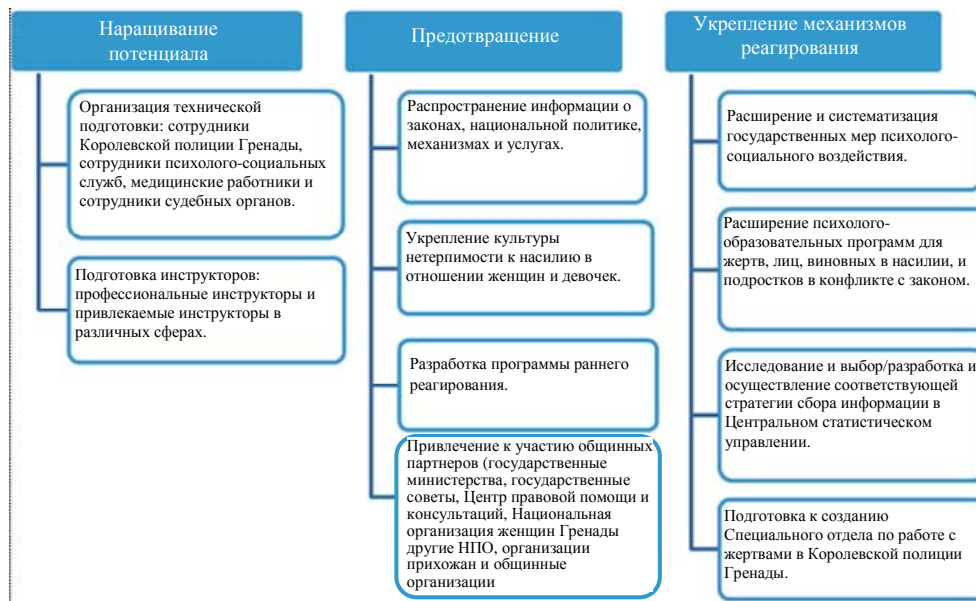 Наращивание
потенциала
Организация технической
подготовки: сотрудники
Королевской полиции Гренады,
сотрудники психолого-социальных
служб, медицинские работники и
сотрудники судебных органов.
Подготовка инструкторов:
профессиональные инструкторы и
привлекаемые инструкторы в
различных сферах.
Предотвращение
Распространение информации о
законах, национальной политике,
механизмах и услугах.
Укрепление культуры
нетерпимости к насилию в
отношении женщин и девочек.
Разработка программы раннего
реагирования.
Привлечение к участию общинных
партнеров (государственные
министерства, государственные
советы, Центр правовой помощи и
консультаций, Национальная
организация женщин Гренады
другие НПО, организации
прихожан и общинные
организации
Укрепление механизмов
реагирования
Расширение и систематизация
государственных мер психолого-
социального воздействия.
Расширение психолого-
образовательных программ для
жертв, лиц, виновных в насилии, и
подростков в конфликте с законом.
Исследование и выбор/разработка и
осуществление соответствующей
стратегии сбора информации в
Центральном статистическом
управлении.
Подготовка к созданию
Специального отдела по работе с
жертвами в Королевской полиции
Гренады.